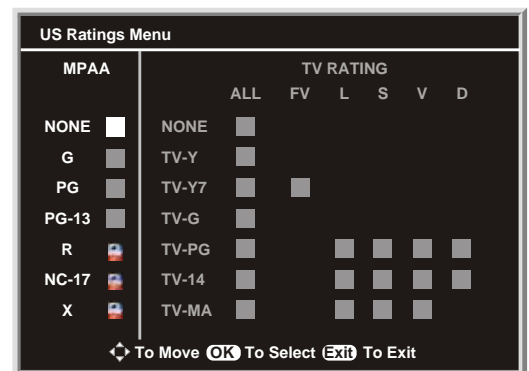 US Ratings Menu
MPAA TV RATING
ALL FV L S V D
NONE NONE
G TV-Y
PG TV-Y7
PG-13 TV-G
R TV-PG
NC-17 TV-14
X TV-MA
To Move OK To Select Exit To Exit